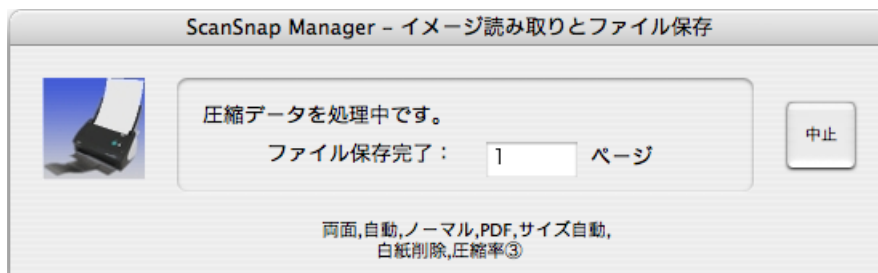 ScanSnap Manager – イメージ読み取りとファイル保存
圧縮データを処理中です。
ファイル保存完了： 1 ページ
中止
両面,自動,ノーマル,PDF,サイズ自動,
白紙削除,圧縮率③